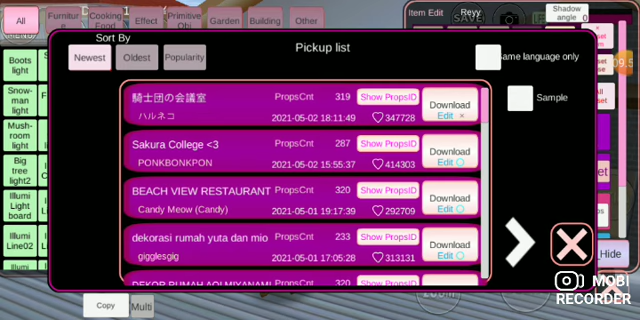 All
Furniture
Cooking Food
Effect
Primitive Obj
Garden
Building
Other
Item Edit
Reyy
Shadow angle
0
SAVE
MENU
Sort By
Newest
Oldest
Popularity
Pickup list
ame language only
Sample
騎士団の会議室
PropsCnt
319
Show PropsID
Download
Edit ×
ハルネコ
2021-05-02 18:11:49
♡347728
Sakura College <3
PropsCnt
287
Show PropsID
Download
Edit ○
PONKBONKPON
2021-05-02 15:55:37
♡414303
BEACH VIEW RESTAURANT
PropsCnt
320
Show PropsID
Download
Edit ○
Candy Meow (Candy)
2021-05-01 19:17:39
♡292709
dekorasi rumah yuta dan mio
PropsCnt
233
Show PropsID
Download
Edit ○
gigglesgig
2021-05-01 17:05:28
♡313131
PropsCnt
320
Show PropsID
Download
Boots light
Snow-man light
Mush-room light
Big tree light2
Illumi Light board
Illumi Line02
Illumi
Hide
Copy
Multi
MOBI
RECORDER